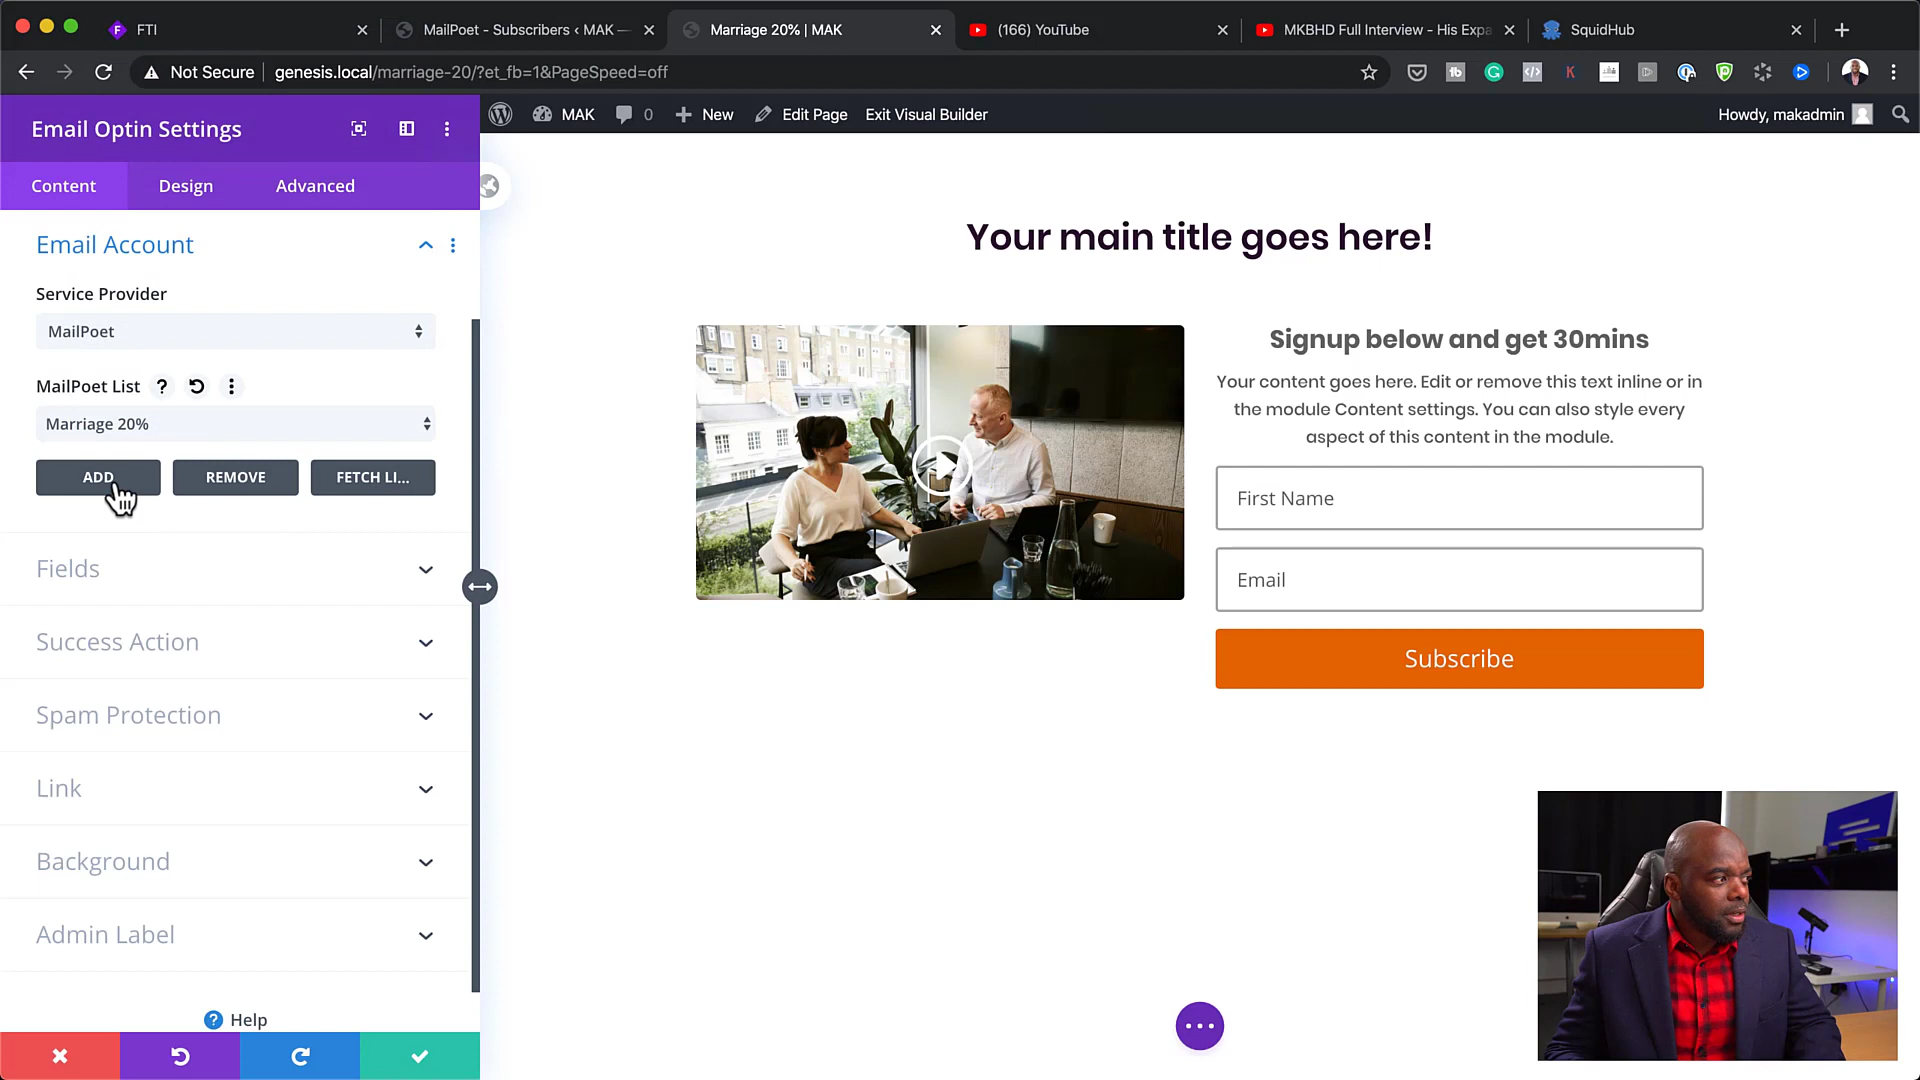 FTI
MailPoet - Subscribers ‹ MAK —
Marriage 20% | MAK
(166) YouTube
MKBHD Full Interview - His Expa
SquidHub
Not Secure
genesis.local/marriage-20/?et_fb=1&PageSpeed=off
MAK
0
New
Edit Page
Exit Visual Builder
Howdy, makadmin
Email Optin Settings
Content
Design
Advanced
Email Account
Service Provider
MailPoet
MailPoet List
Marriage 20%
ADD
REMOVE
FETCH LI...
Fields
Success Action
Spam Protection
Link
Background
Admin Label
Help
Your main title goes here!
Signup below and get 30mins
Your content goes here. Edit or remove this text inline or in
the module Content settings. You can also style every
aspect of this content in the module.
First Name
Email
Subscribe